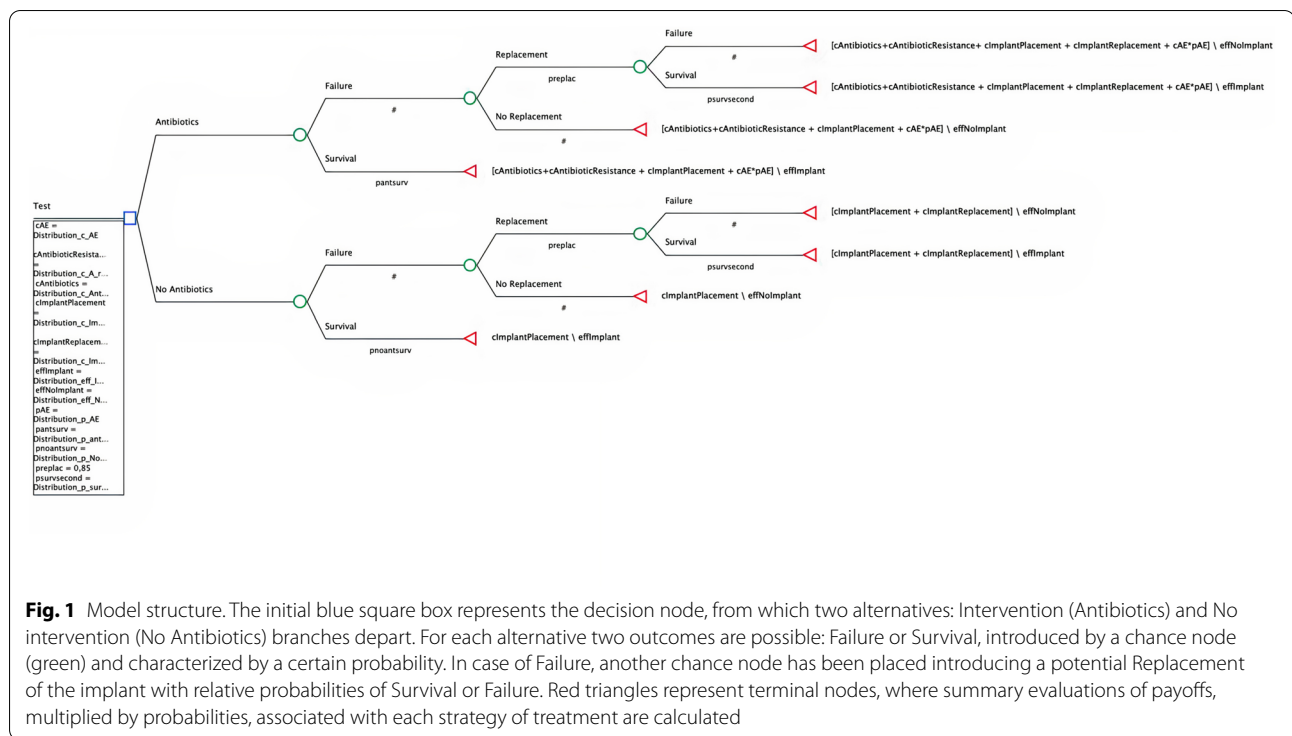 Failure
[cAntibiotics+cAntibioticResistance+ cImplantPlacement + cImplantReplacement + cAE*pAE] \ effNoImplant
#
Replacement
preplac
Survival
[cAntibiotics+cAntibioticResistance + cImplantPlacement + cImplantReplacement + cAE*pAE] \ effImplant
psurvsecond
Failure
#
No Replacement
[cAntibiotics+cAntibioticResistance + cImplantPlacement + cAE*pAE] \ effNoImplant
#
Antibiotics
Survival
[cAntibiotics+cAntibioticResistance + cImplantPlacement + cAE*pAE] \ effImplant
pantsurv
Test
cAE =
Distribution_c_AE
cAntibioticResista...
=
Distribution_c_A_r...
cAntibiotics =
Distribution_c_Ant...
cImplantPlacement
=
Distribution_c_Im...
cImplantReplacem...
=
Distribution_c_Im...
effImplant =
Distribution_eff_I...
effNoImplant =
Distribution_eff_N...
pAE =
Distribution_p_AE
pantsurv =
Distribution_p_ant...
pnoantsurv =
Distribution_p_No...
preplac = 0,85
psurvsecond =
Distribution_p_sur...
Failure
[cImplantPlacement + cImplantReplacement] \ effNoImplant
#
Replacement
preplac
Survival
[cImplantPlacement + cImplantReplacement] \ effImplant
psurvsecond
Failure
#
No Replacement
cImplantPlacement \ effNoImplant
#
No Antibiotics
Survival
cImplantPlacement \ effImplant
pnoantsurv
Fig. 1 Model structure. The initial blue square box represents the decision node, from which two alternatives: Intervention (Antibiotics) and No
intervention (No Antibiotics) branches depart. For each alternative two outcomes are possible: Failure or Survival, introduced by a chance node
(green) and characterized by a certain probability. In case of Failure, another chance node has been placed introducing a potential Replacement
of the implant with relative probabilities of Survival or Failure. Red triangles represent terminal nodes, where summary evaluations of payoffs,
multiplied by probabilities, associated with each strategy of treatment are calculated